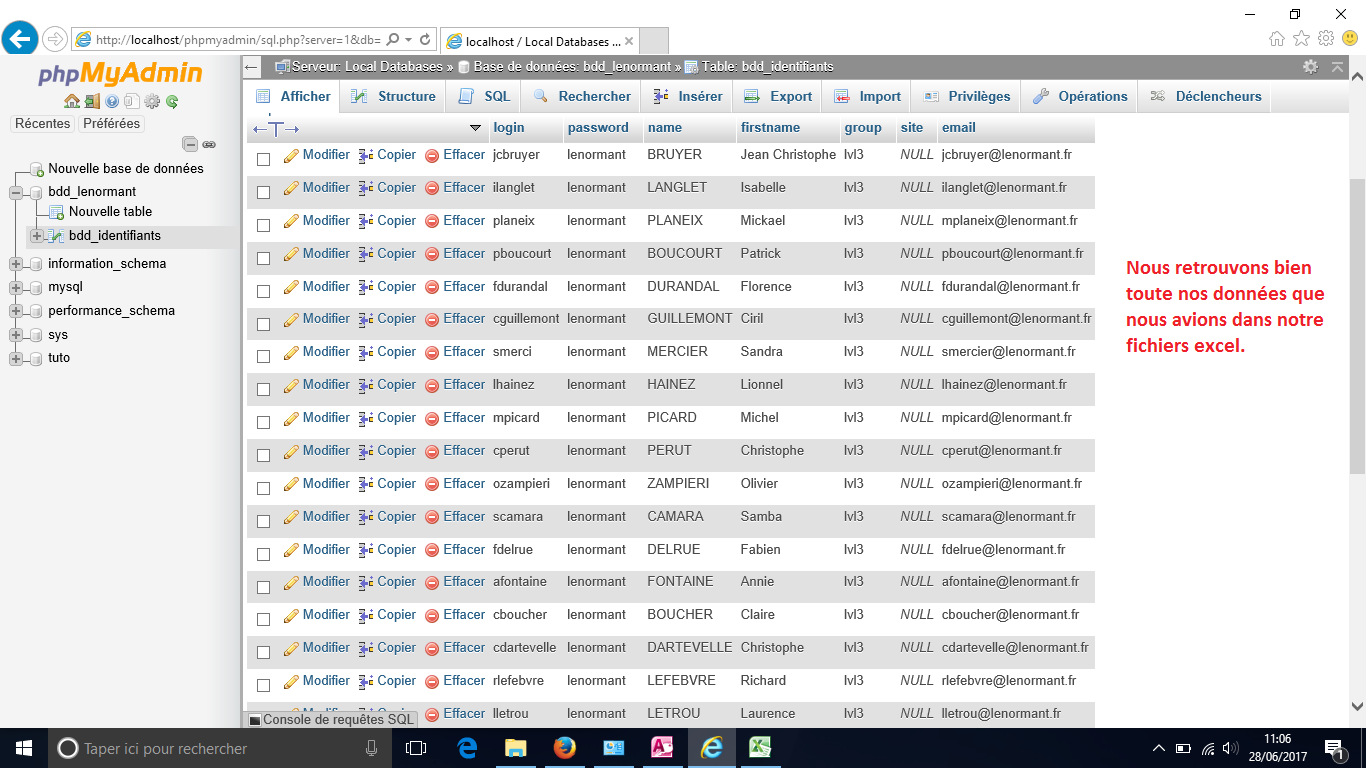 http://localhost/phpmyadmin/sql.php?server=1&db=
localhost / Local Databases ...
phpMyAdmin
Récentes Préférées
Nouvelle base de données
bdd_lenormant
Nouvelle table
bdd_identifiants
information_schema
mysql
performance_schema
sys
tuto
Serveur: Local Databases » Base de données: bdd_lenormant » Table: bdd_identifiants
Afficher Structure SQL Rechercher Insérer Export Import Privilèges Opérations Déclencheurs
login password name firstname group site email
Modifier Copier Effacer jcbruyer lenormant BRUYER Jean Christophe lvl3 NULL jcbruyer@lenormant.fr
Modifier Copier Effacer ilanglet lenormant LANGLET Isabelle lvl3 NULL ilanglet@lenormant.fr
Modifier Copier Effacer planeix lenormant PLANEIX Mickael lvl3 NULL mplaneix@lenormant.fr
Modifier Copier Effacer pboucourt lenormant BOUCOURT Patrick lvl3 NULL pboucourt@lenormant.fr
Modifier Copier Effacer fdurandal lenormant DURANDAL Florence lvl3 NULL fdurandal@lenormant.fr
Modifier Copier Effacer cguillemont lenormant GUILLEMONT Ciril lvl3 NULL cguillemont@lenormant.fr
Modifier Copier Effacer smerci lenormant MERCIER Sandra lvl3 NULL smercier@lenormant.fr
Modifier Copier Effacer lhainez lenormant HAINEZ Lionnel lvl3 NULL lhainez@lenormant.fr
Modifier Copier Effacer mpicard lenormant PICARD Michel lvl3 NULL mpicard@lenormant.fr
Modifier Copier Effacer cperut lenormant PERUT Christophe lvl3 NULL cperut@lenormant.fr
Modifier Copier Effacer ozampieri lenormant ZAMPIERI Olivier lvl3 NULL ozampieri@lenormant.fr
Modifier Copier Effacer scamara lenormant CAMARA Samba lvl3 NULL scamara@lenormant.fr
Modifier Copier Effacer fdelrue lenormant DELRUE Fabien lvl3 NULL fdelrue@lenormant.fr
Modifier Copier Effacer afontaine lenormant FONTAINE Annie lvl3 NULL afontaine@lenormant.fr
Modifier Copier Effacer cboucher lenormant BOUCHER Claire lvl3 NULL cboucher@lenormant.fr
Modifier Copier Effacer cdartevelle lenormant DARTEVELLE Christophe lvl3 NULL cdartevelle@lenormant.fr
Modifier Copier Effacer rlefebvre lenormant LEFEBVRE Richard lvl3 NULL rlefebvre@lenormant.fr
Effacer lletrou lenormant LETROU Laurence lvl3 NULL lletrou@lenormant.fr
Console de requêtes SQL
Nous retrouvons bien
toute nos données que
nous avions dans notre
fichiers excel.
Taper ici pour rechercher
11:06
28/06/2017
1